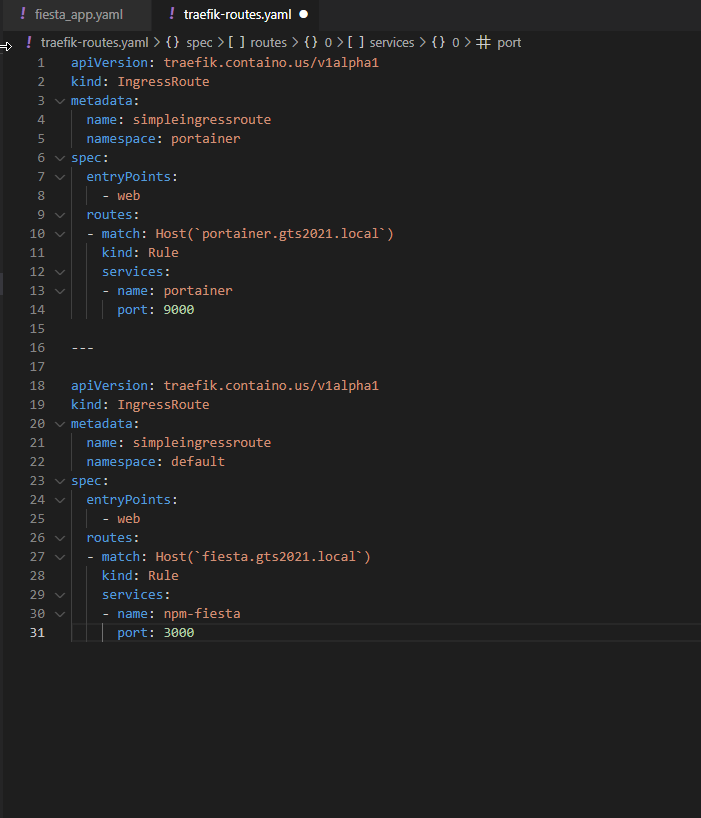 ! fiesta_app.yaml ! traefik-routes.yaml ●
! traefik-routes.yaml > {} spec > [ ] routes > {} 0 > [ ] services > {} 0 > # port
1 apiVersion: traefik.containo.us/v1alpha1
2 kind: IngressRoute
3 metadata:
4   name: simpleingressroute
5   namespace: portainer
6 spec:
7   entryPoints:
8     - web
9   routes:
10   - match: Host(`portainer.gts2021.local`)
11     kind: Rule
12     services:
13     - name: portainer
14       port: 9000
15
16 ---
17
18 apiVersion: traefik.containo.us/v1alpha1
19 kind: IngressRoute
20 metadata:
21   name: simpleingressroute
22   namespace: default
23 spec:
24   entryPoints:
25     - web
26   routes:
27   - match: Host(`fiesta.gts2021.local`)
28     kind: Rule
29     services:
30     - name: npm-fiesta
31       port: 3000